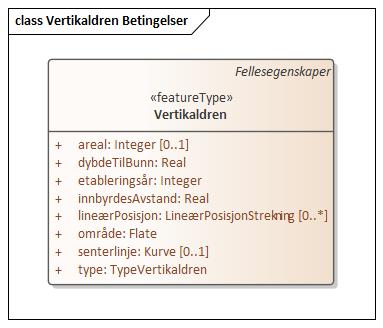 class Vertikaldren Betingelser
Fellesegenskaper
«featureType»
Vertikaldren
+ areal: Integer [0..1]
+ dybdeTilBunn: Real
+ etableringsår: Integer
+ innbyrdesAvstand: Real
+ lineærPosisjon: LineærPosisjonStrekning [0..*]
+ område: Flate
+ senterlinje: Kurve [0..1]
+ type: TypeVertikaldren